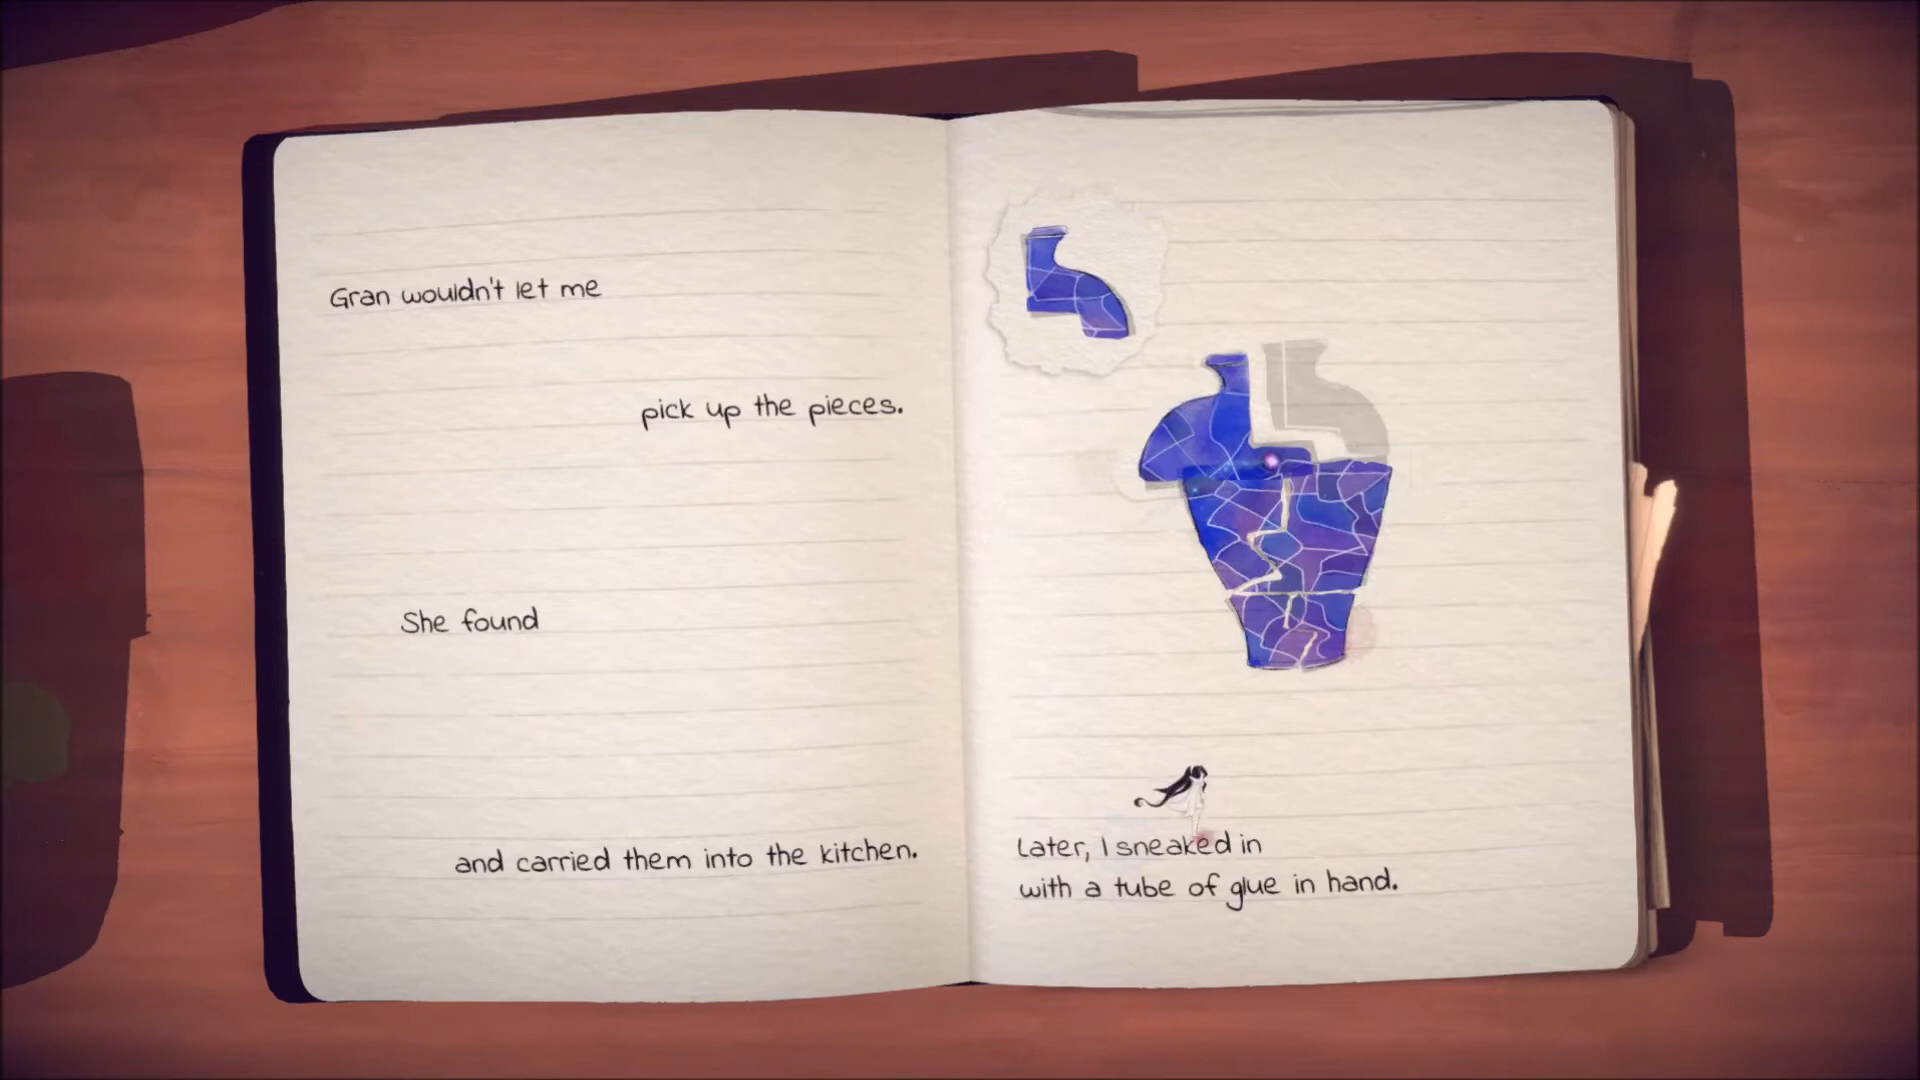 Gran wouldn't let me
pick up the pieces.
She found
and carried them into the kitchen.
Later, I sneaked in
with a tube of glue in hand.